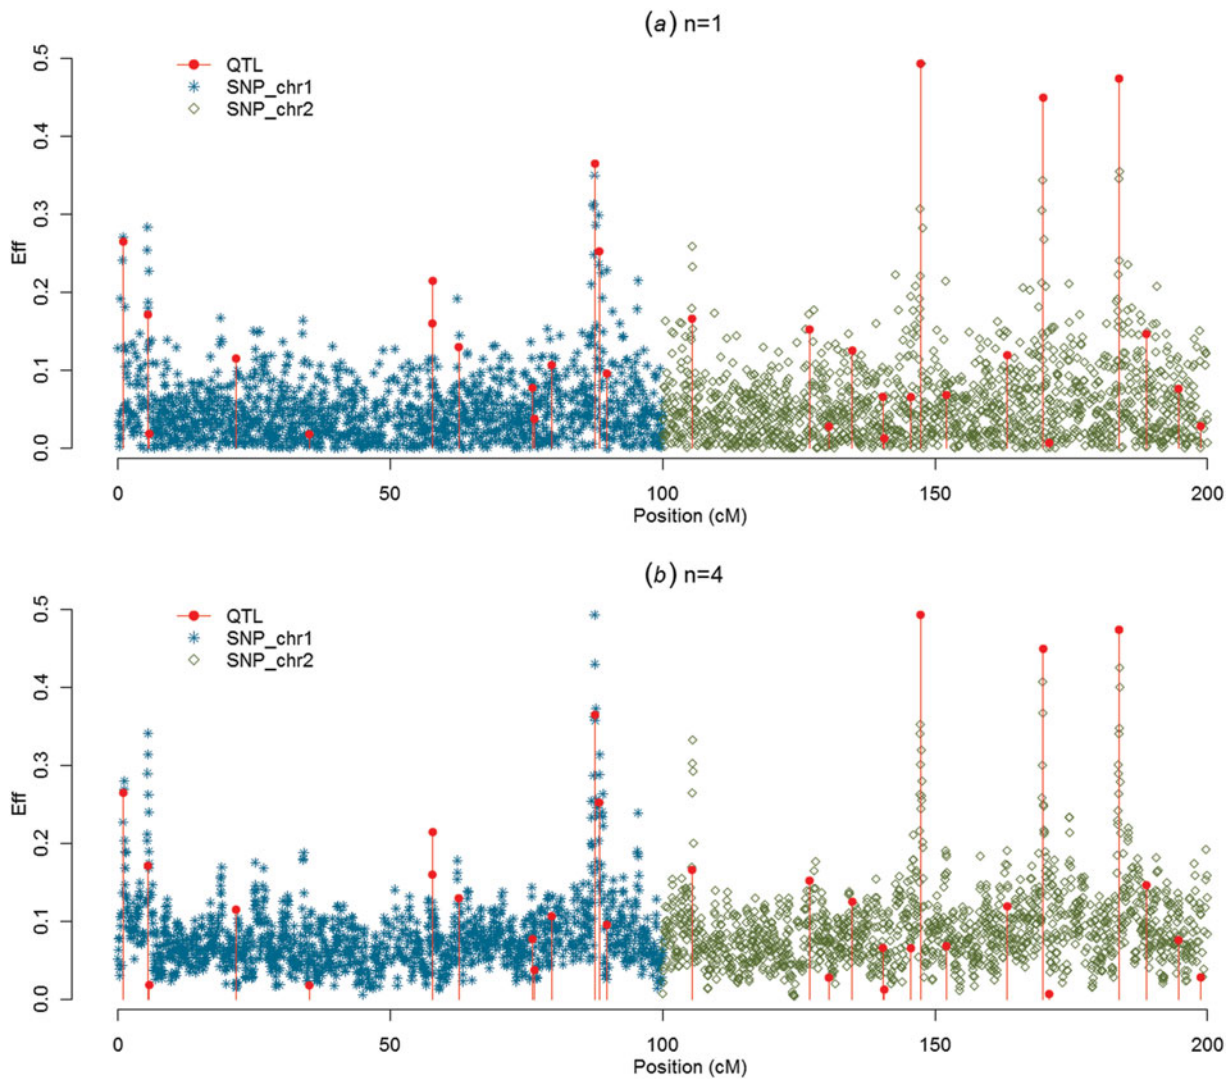 (a) n=1
QTL
SNP_chr1
SNP_chr2
Eff
0.5
0.4
0.3
0.2
0.1
0.0
0 50 100 150 200
Position (cM)
(b) n=4
QTL
SNP_chr1
SNP_chr2
Eff
0.5
0.4
0.3
0.2
0.1
0.0
0 50 100 150 200
Position (cM)